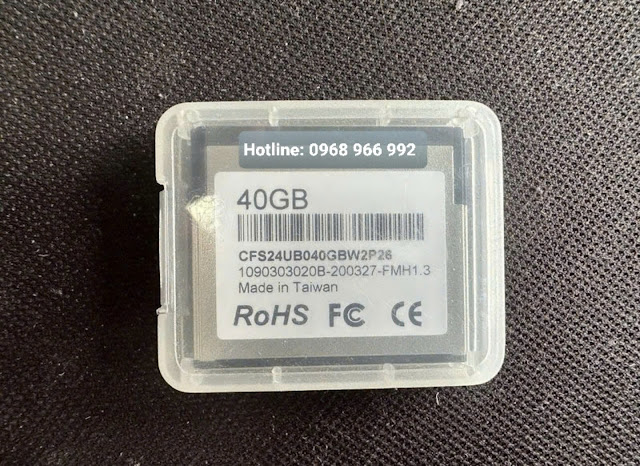 Hotline: 0968 966 992
40GB
CFS24UB040GBW2P26
1090303020B-200327-FMH1.3
Made in Taiwan
RoHS FC CE